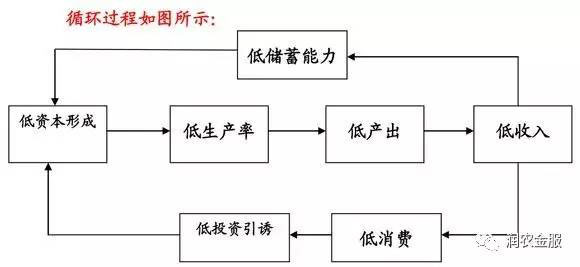 循环过程如图所示：
低储蓄能力
低资本形成
低生产率
低产出
低收入
低投资引诱
低消费
润农金服